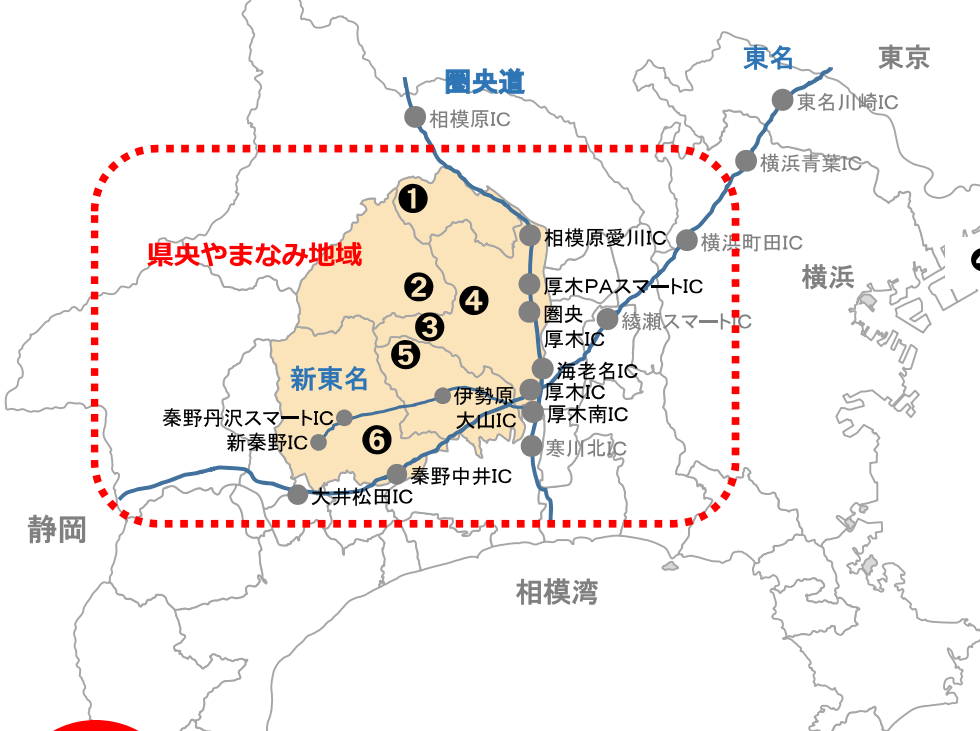 東名
東京
圏央道
東名川崎IC
相模原IC
横浜青葉IC
❶
相模原愛川IC
横浜町田IC
県央やまなみ地域
横浜
❷
厚木PAスマートIC
❹
圏央
厚木IC
綾瀬スマートIC
❸
❺
海老名IC
新東名
厚木IC
伊勢原
大山IC
厚木南IC
秦野丹沢スマートIC
新秦野IC
❻
寒川北IC
秦野中井IC
大井松田IC
静岡
相模湾